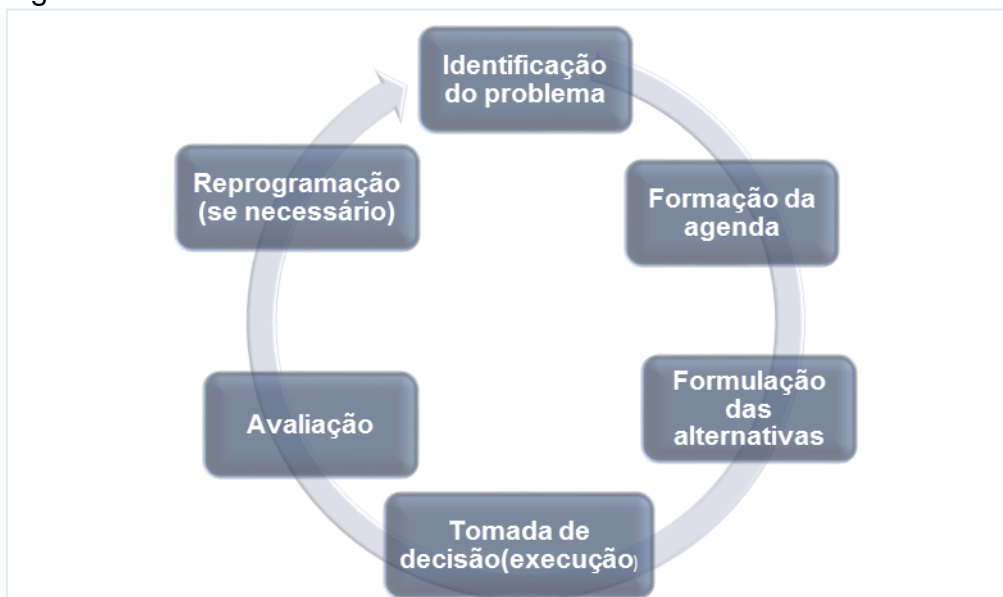 Identificação
do problema
Formação da
agenda
Formulação
das
alternativas
Tomada de
decisão(execução)
Avaliação
Reprogramação
(se necessário)